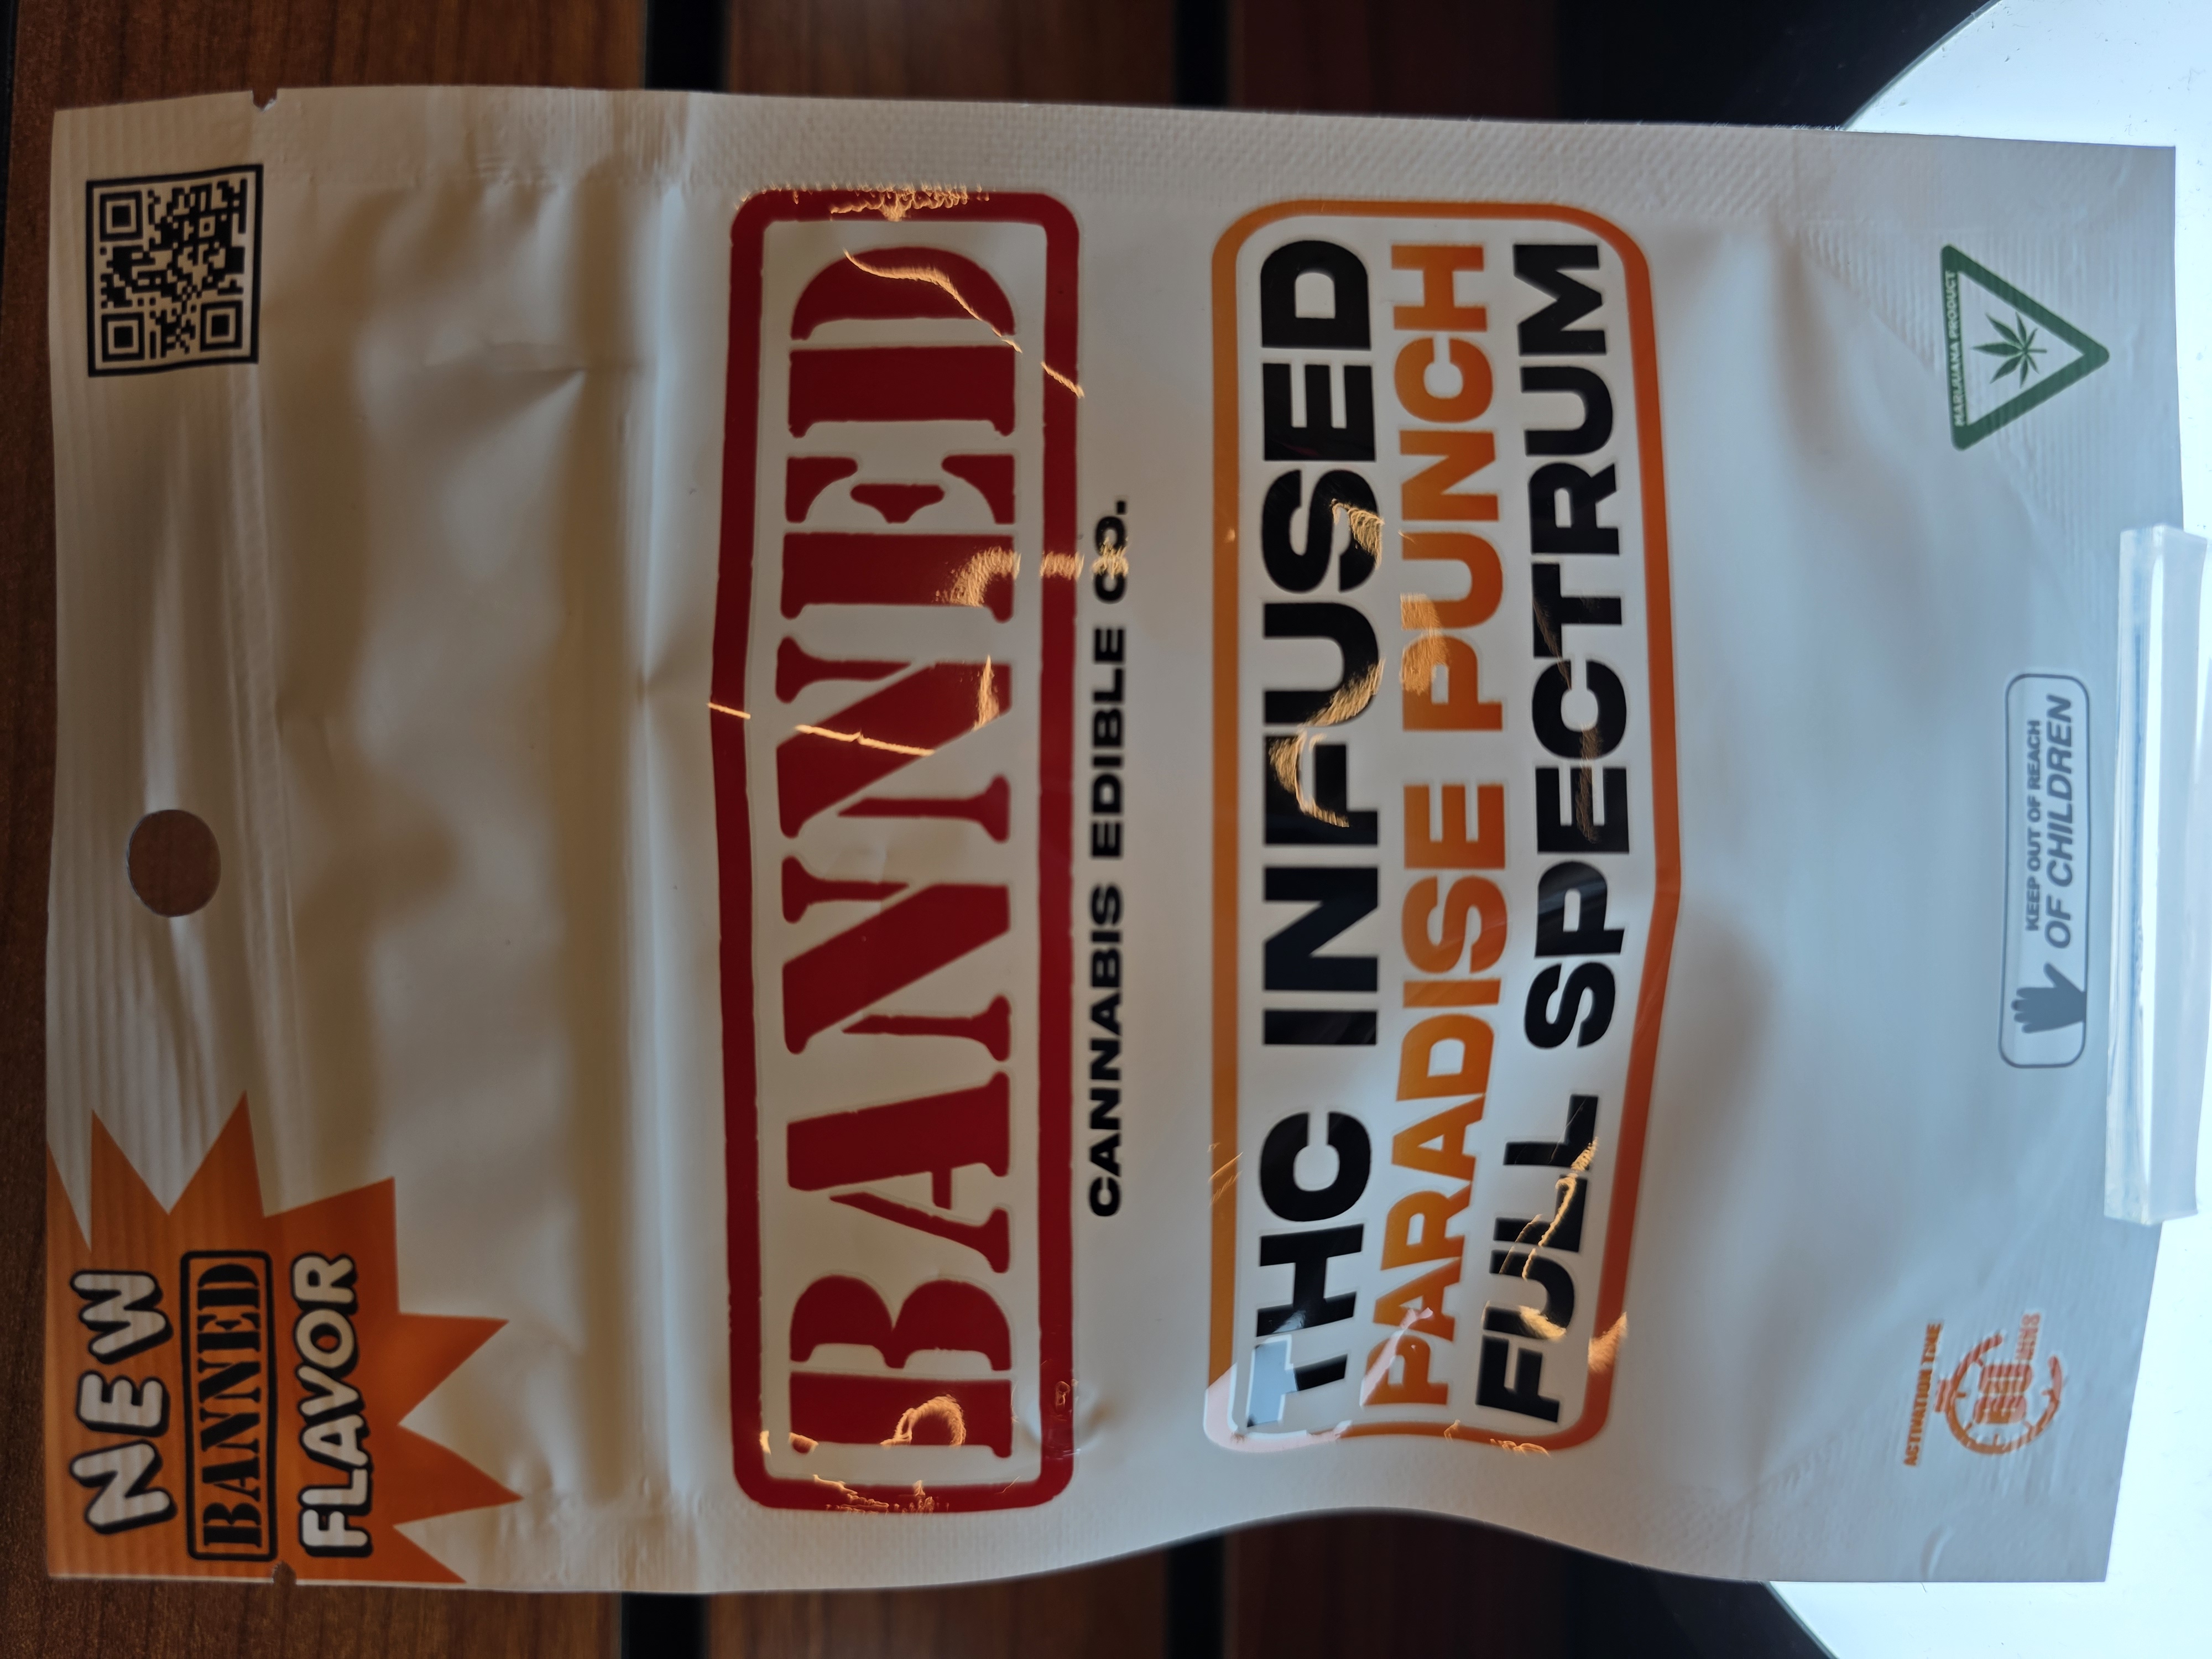 NEW
BANNED
FLAVOR
BANNED
CANNABIS EDIBLE CO.
THC INFUSED
PARADISE PUNCH
FULL SPECTRUM
ACTIVATION TIME
MINS
KEEP OUT OF REACH
OF CHILDREN
MARIJUANA PRODUCT